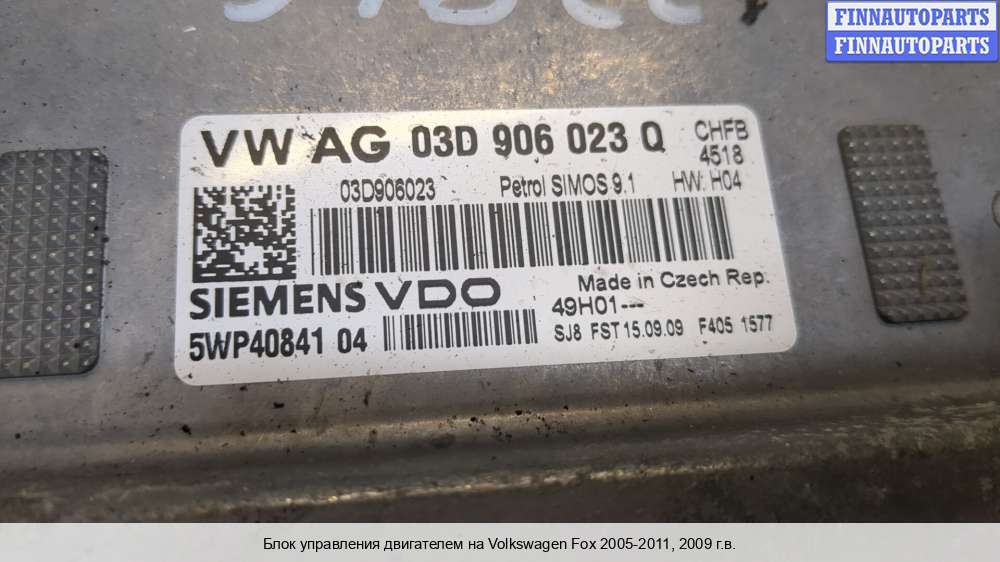 FINNAUTOPARTS
FINNAUTOPARTS
VW AG 03D 906 023 Q
CHFB
4518
03D906023 Petrol SIMOS 9.1 HW: H04
SIEMENS VDO
Made in Czech Rep.
49H01---
5WP40841 04
SJ8 FST 15.09.09 F405 1577
Блок управления двигателем на Volkswagen Fox 2005-2011, 2009 г.в.